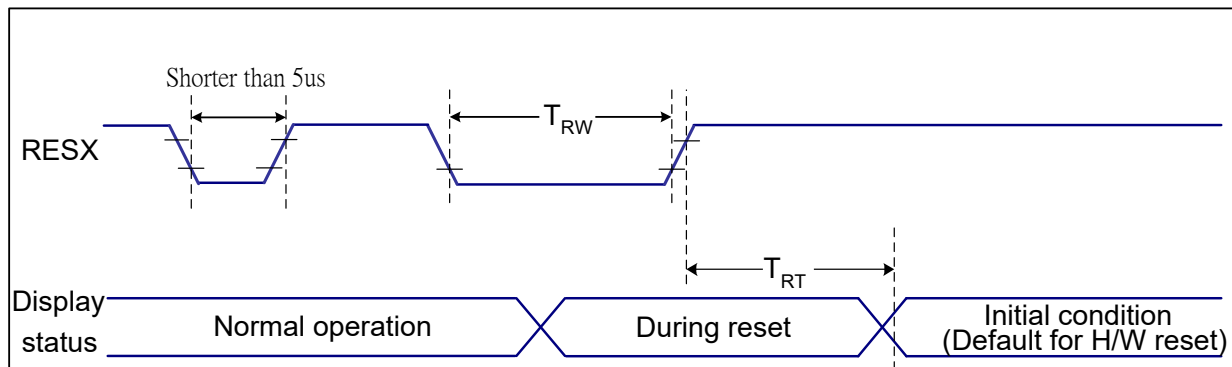 Shorter than 5us
RESX
TRW
TRT
Display
status
Normal operation
During reset
Initial condition
(Default for H/W reset)